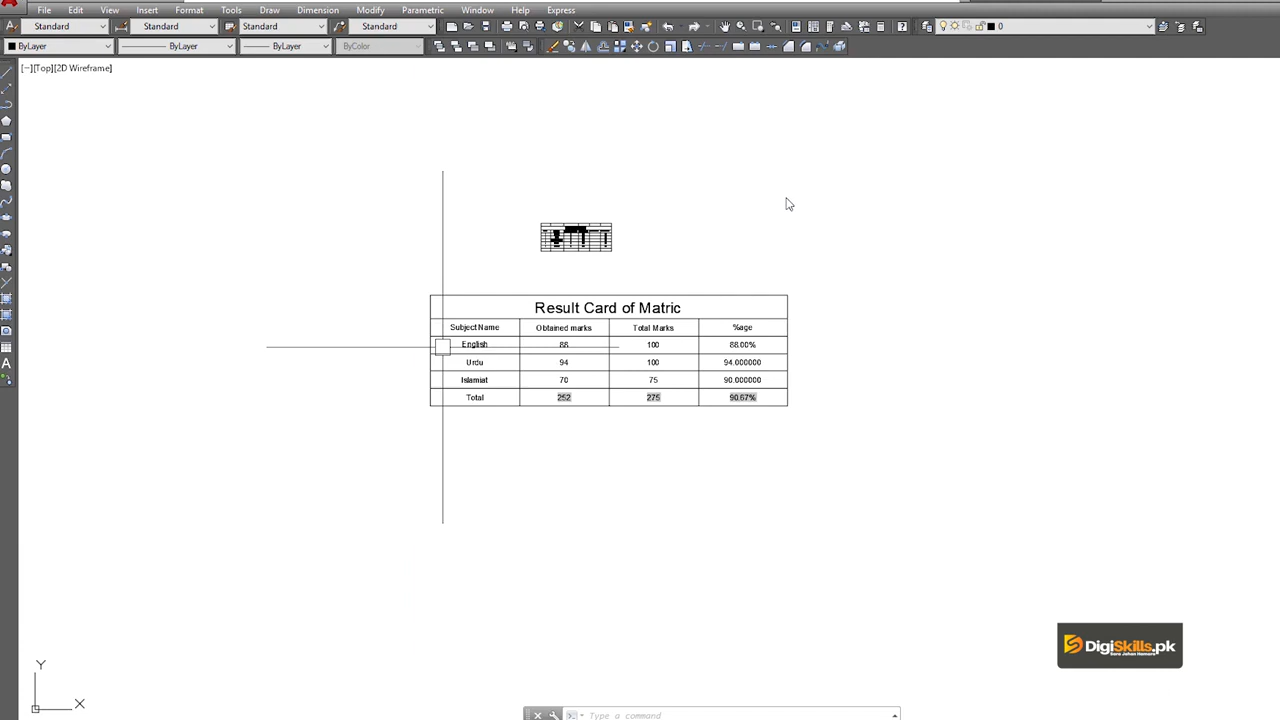 File Edit View Insert Format Tools Draw Dimension Modify Parametric Window Help Express
Standard Standard Standard Standard 0
ByLayer ByLayer ByLayer ByColor
[−][Top][2D Wireframe]
Result Card of Matric
Subject Name Obtained marks Total Marks %age
English 88 100 88.00%
Urdu 94 100 94.000000
Islamiat 70 75 90.000000
Total 252 275 90.67%
DigiSkills.pk
Y
X
Type a command